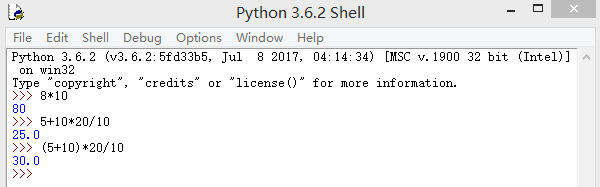 Python 3.6.2 Shell
File Edit Shell Debug Options Window Help
Python 3.6.2 (v3.6.2:5fd33b5, Jul  8 2017, 04:14:34) [MSC v.1900 32 bit (Intel)]
 on win32
Type "copyright", "credits" or "license()" for more information.
>>> 8*10
80
>>> 5+10*20/10
25.0
>>> (5+10)*20/10
30.0
>>>